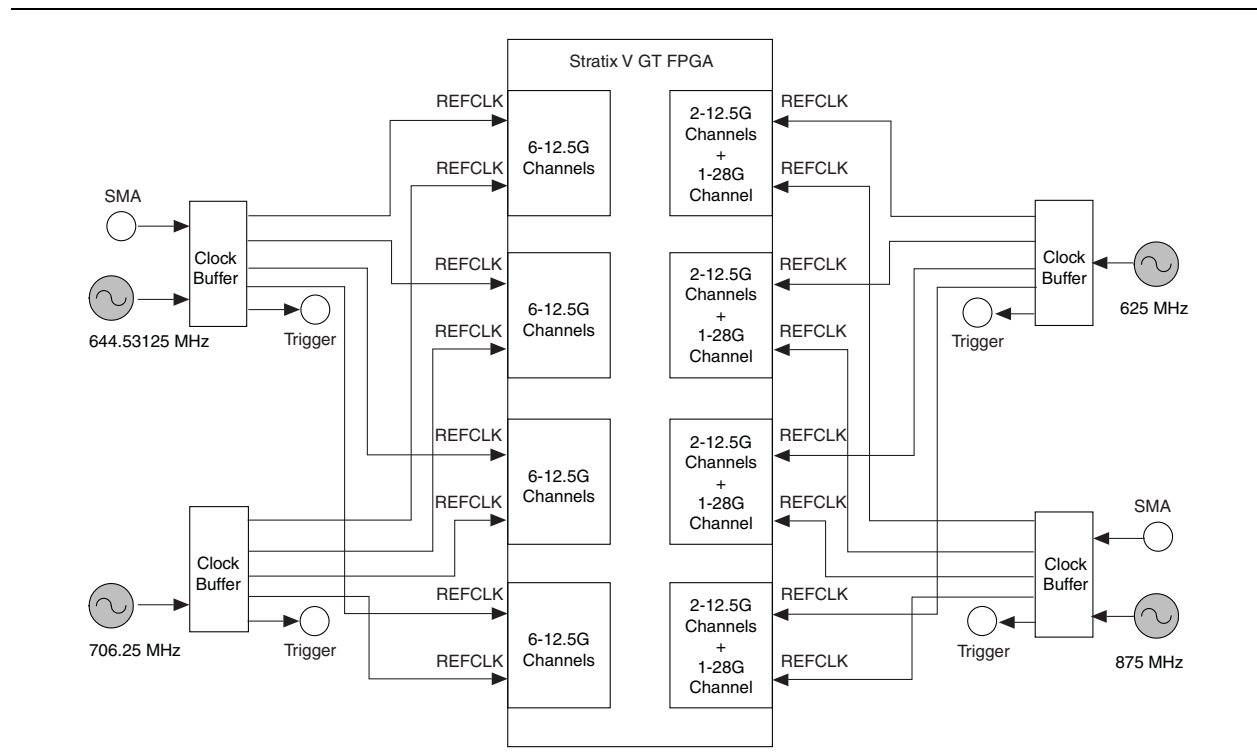 Stratix V GT FPGA
REFCLK
6-12.5G
Channels
REFCLK
REFCLK
2-12.5G
Channels
+
1-28G
Channel
REFCLK
SMA
Clock
Buffer
644.53125 MHz
Trigger
REFCLK
6-12.5G
Channels
REFCLK
REFCLK
2-12.5G
Channels
+
1-28G
Channel
REFCLK
Clock
Buffer
625 MHz
Trigger
REFCLK
6-12.5G
Channels
REFCLK
REFCLK
2-12.5G
Channels
+
1-28G
Channel
REFCLK
Clock
Buffer
706.25 MHz
Trigger
REFCLK
6-12.5G
Channels
REFCLK
REFCLK
2-12.5G
Channels
+
1-28G
Channel
REFCLK
SMA
Clock
Buffer
Trigger
875 MHz